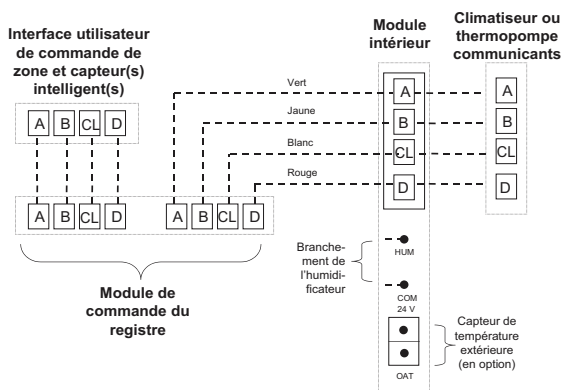 Interface utilisateur
de commande de
zone et capteur(s)
intelligent(s)
A B CL D
A B CL D
A B CL D
Module de
commande du
registre
Vert
Jaune
Blanc
Rouge
Module
intérieur
A
B
CL
D
Climatiseur ou
thermopompe
communicants
A
B
CL
D
Branche-
ment de
l'humidi-
ficateur
HUM
COM
24 V
OAT
Capteur de
température
extérieure
(en option)